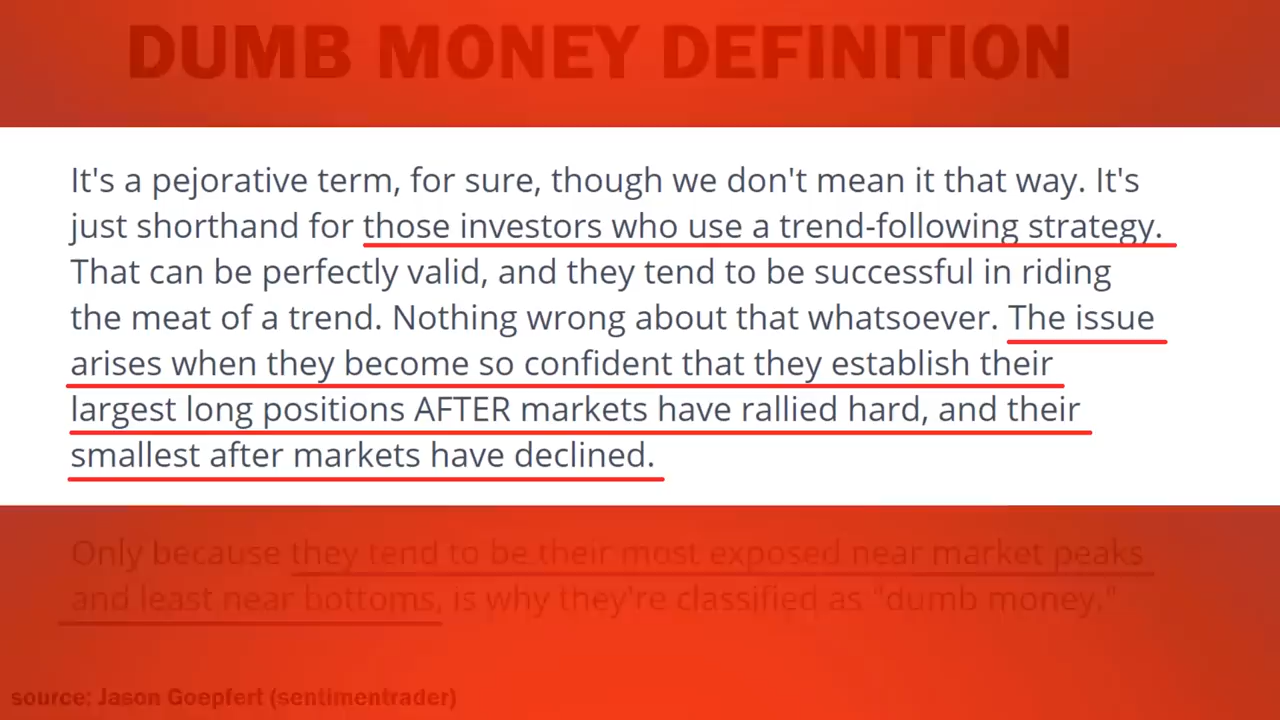 DUMB MONEY DEFINITION
It's a pejorative term, for sure, though we don't mean it that way. It's
just shorthand for those investors who use a trend-following strategy.
That can be perfectly valid, and they tend to be successful in riding
the meat of a trend. Nothing wrong about that whatsoever. The issue
arises when they become so confident that they establish their
largest long positions AFTER markets have rallied hard, and their
smallest after markets have declined.
Only because they tend to be their most exposed near market peaks
and least near bottoms, is why they're classified as "dumb money."
source: Jason Goepfert (sentimentrader)